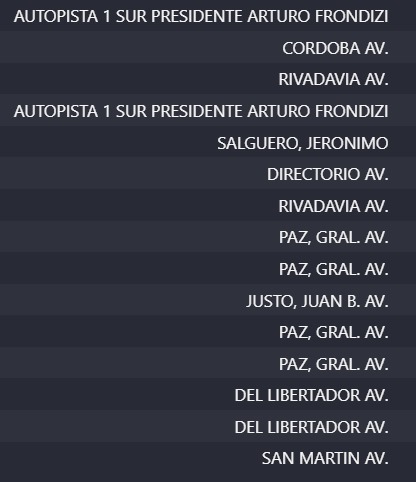 AUTOPISTA 1 SUR PRESIDENTE ARTURO FRONDIZI
CORDOBA AV.
RIVADAVIA AV.
AUTOPISTA 1 SUR PRESIDENTE ARTURO FRONDIZI
SALGUERO, JERONIMO
DIRECTORIO AV.
RIVADAVIA AV.
PAZ, GRAL. AV.
PAZ, GRAL. AV.
JUSTO, JUAN B. AV.
PAZ, GRAL. AV.
PAZ, GRAL. AV.
DEL LIBERTADOR AV.
DEL LIBERTADOR AV.
SAN MARTIN AV.